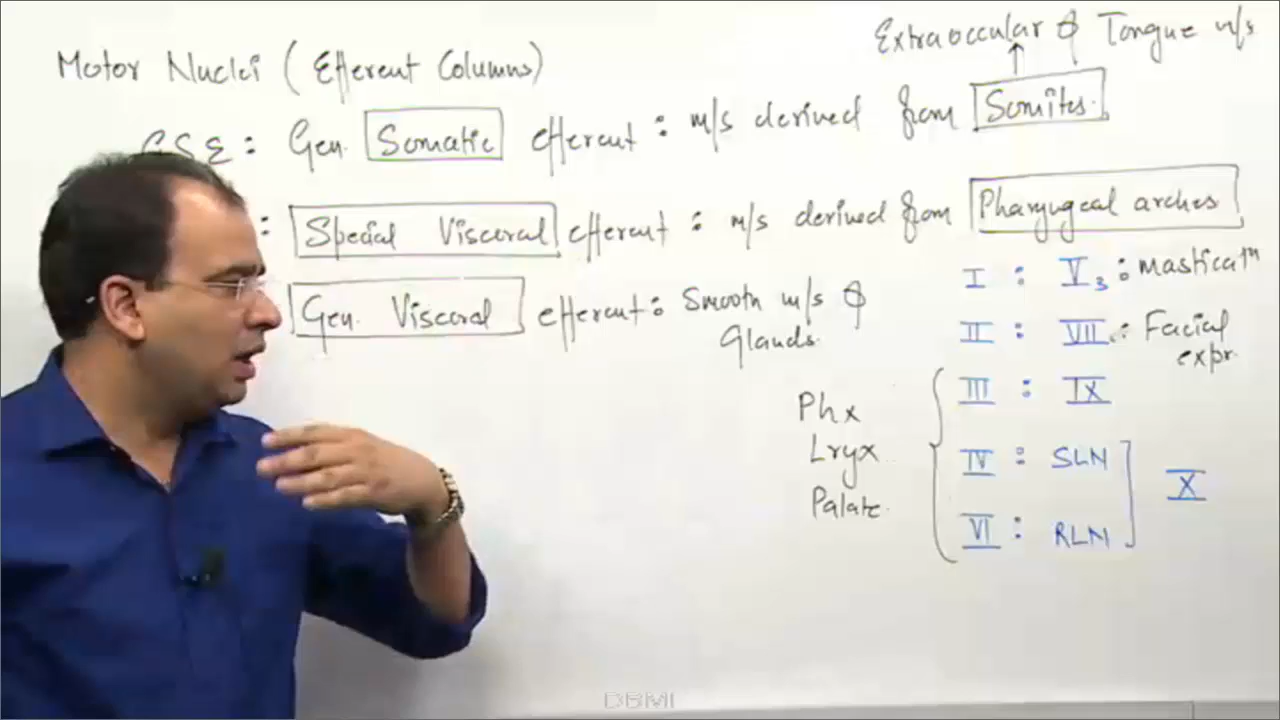 Extraoccular & Tongue m/s
Motor Nuclei (Efferent Columns)
GSE: Gen. Somatic efferent : m/s derived from Somites.
: Special Visceral efferent : m/s derived from Pharyngeal arches
Gen. Visceral efferent: Smooth m/s & Glands.
I : V3 : masticatn
II : VII : Facial expr.
III : IX
IV : SLN
VI : RLN
X
Phx
Lryx
Palate
DBMI